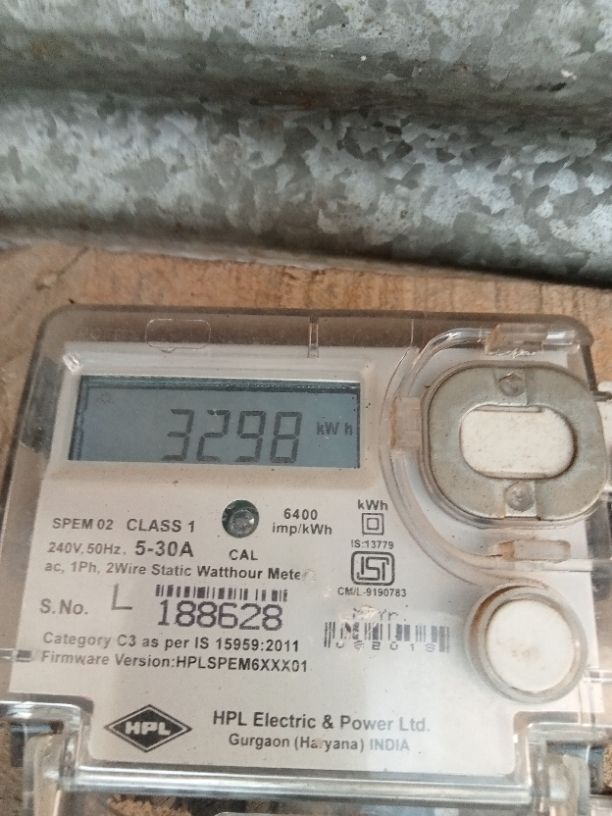 3298 kWh
SPEM 02 CLASS 1
6400
imp/kWh
kWh
240V, 50Hz. 5-30A
CAL
IS:13779
ac, 1Ph, 2Wire Static Watthour Meter
ISI
CM/L-9190783
S.No. L 188628
Category C3 as per IS 15959:2011
Firmware Version:HPLSPEM6XXX01
HPL
HPL Electric & Power Ltd.
Gurgaon (Haryana) INDIA